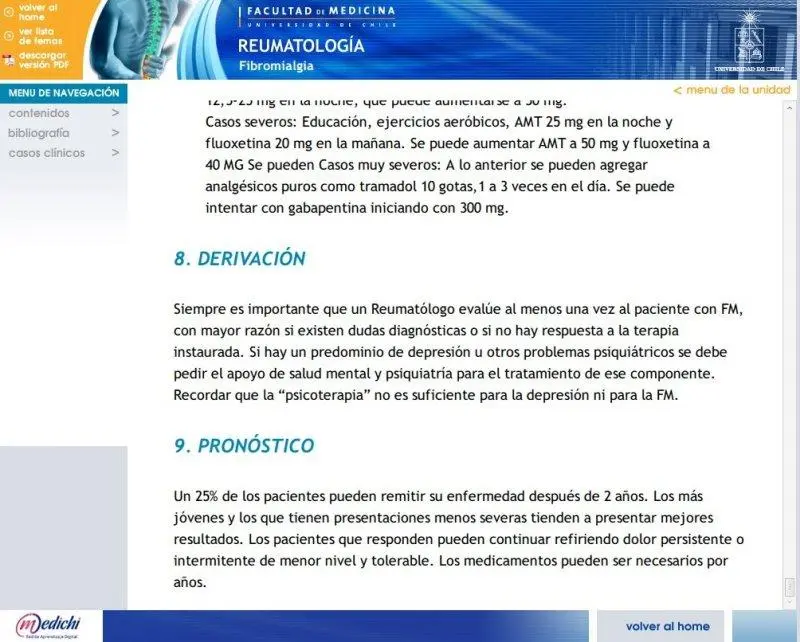 volver al
home
ver lista
de temas
descargar
versión PDF
FACULTAD DE MEDICINA
UNIVERSIDAD DE CHILE
REUMATOLOGÍA
Fibromialgia
UNIVERSIDAD DE CHILE
MENU DE NAVEGACIÓN
contenidos >
bibliografía >
casos clínicos >
< menu de la unidad
12,5-25 mg en la noche, que puede aumentarse a 50 mg.
Casos severos: Educación, ejercicios aeróbicos, AMT 25 mg en la noche y
fluoxetina 20 mg en la mañana. Se puede aumentar AMT a 50 mg y fluoxetina a
40 MG Se pueden Casos muy severos: A lo anterior se pueden agregar
analgésicos puros como tramadol 10 gotas,1 a 3 veces en el día. Se puede
intentar con gabapentina iniciando con 300 mg.
8. DERIVACIÓN
Siempre es importante que un Reumatólogo evalúe al menos una vez al paciente con FM,
con mayor razón si existen dudas diagnósticas o si no hay respuesta a la terapia
instaurada. Si hay un predominio de depresión u otros problemas psiquiátricos se debe
pedir el apoyo de salud mental y psiquiatría para el tratamiento de ese componente.
Recordar que la “psicoterapia” no es suficiente para la depresión ni para la FM.
9. PRONÓSTICO
Un 25% de los pacientes pueden remitir su enfermedad después de 2 años. Los más
jóvenes y los que tienen presentaciones menos severas tienden a presentar mejores
resultados. Los pacientes que responden pueden continuar refiriendo dolor persistente o
intermitente de menor nivel y tolerable. Los medicamentos pueden ser necesarios por
años.
Medichi
volver al home